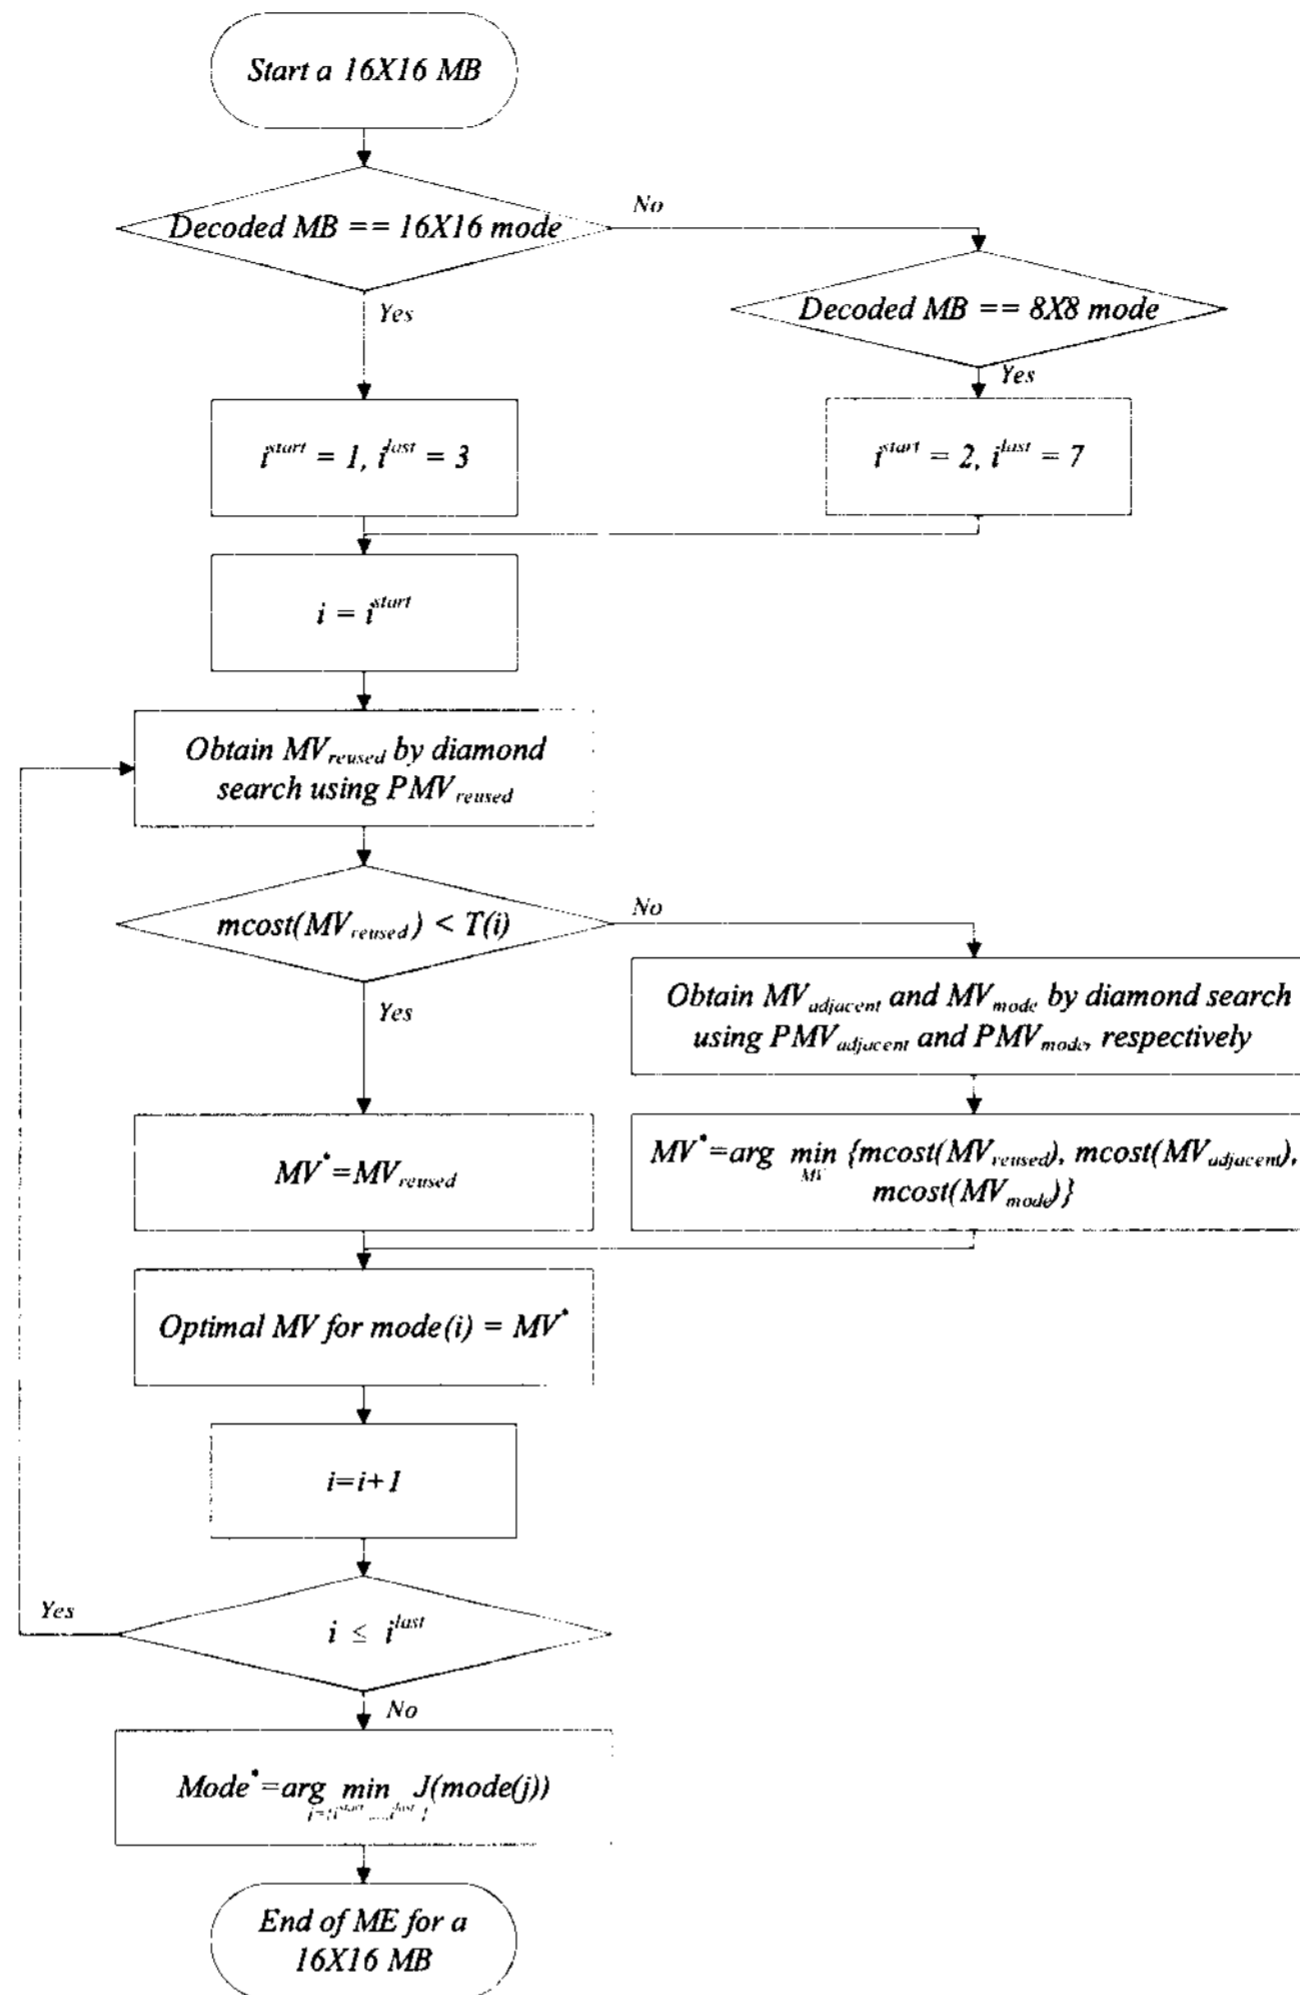 Start a 16X16 MB
Decoded MB == 16X16 mode
No
Decoded MB == 8X8 mode
Yes
Yes
i^start = 1, i^last = 3
i^start = 2, i^last = 7
i = i^start
Obtain MV_reused by diamond
search using PMV_reused
mcost(MV_reused) < T(i)
No
Yes
Obtain MV_adjacent and MV_mode by diamond search
using PMV_adjacent and PMV_mode, respectively
MV^*=MV_reused
MV^*=arg min {mcost(MV_reused), mcost(MV_adjacent),
MV
mcost(MV_mode)}
Optimal MV for mode(i) = MV^*
i=i+1
i ≤ i^last
Yes
No
Mode^*=arg min J(mode(j))
j={i^start,...,i^last}
End of ME for a
16X16 MB